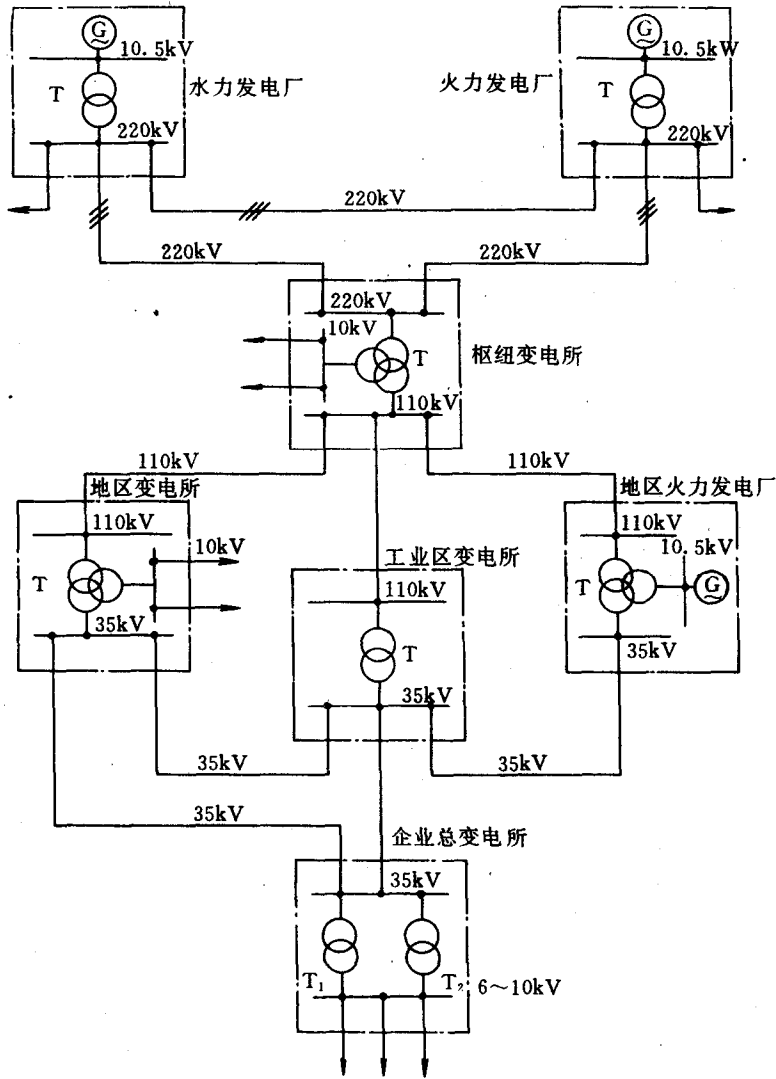 G
10.5kV
T
水力发电厂
220kV
G
10.5kW
火力发电厂
T
220kV
220kV
220kV
220kV
220kV
10kV
T
枢纽变电所
110kV
110kV
110kV
地区变电所
地区火力发电厂
110kV
10kV
T
35kV
工业区变电所
110kV
T
35kV
110kV
10.5kV
T
G
35kV
35kV
35kV
35kV
企业总变电所
35kV
T₁
T₂
6～10kV